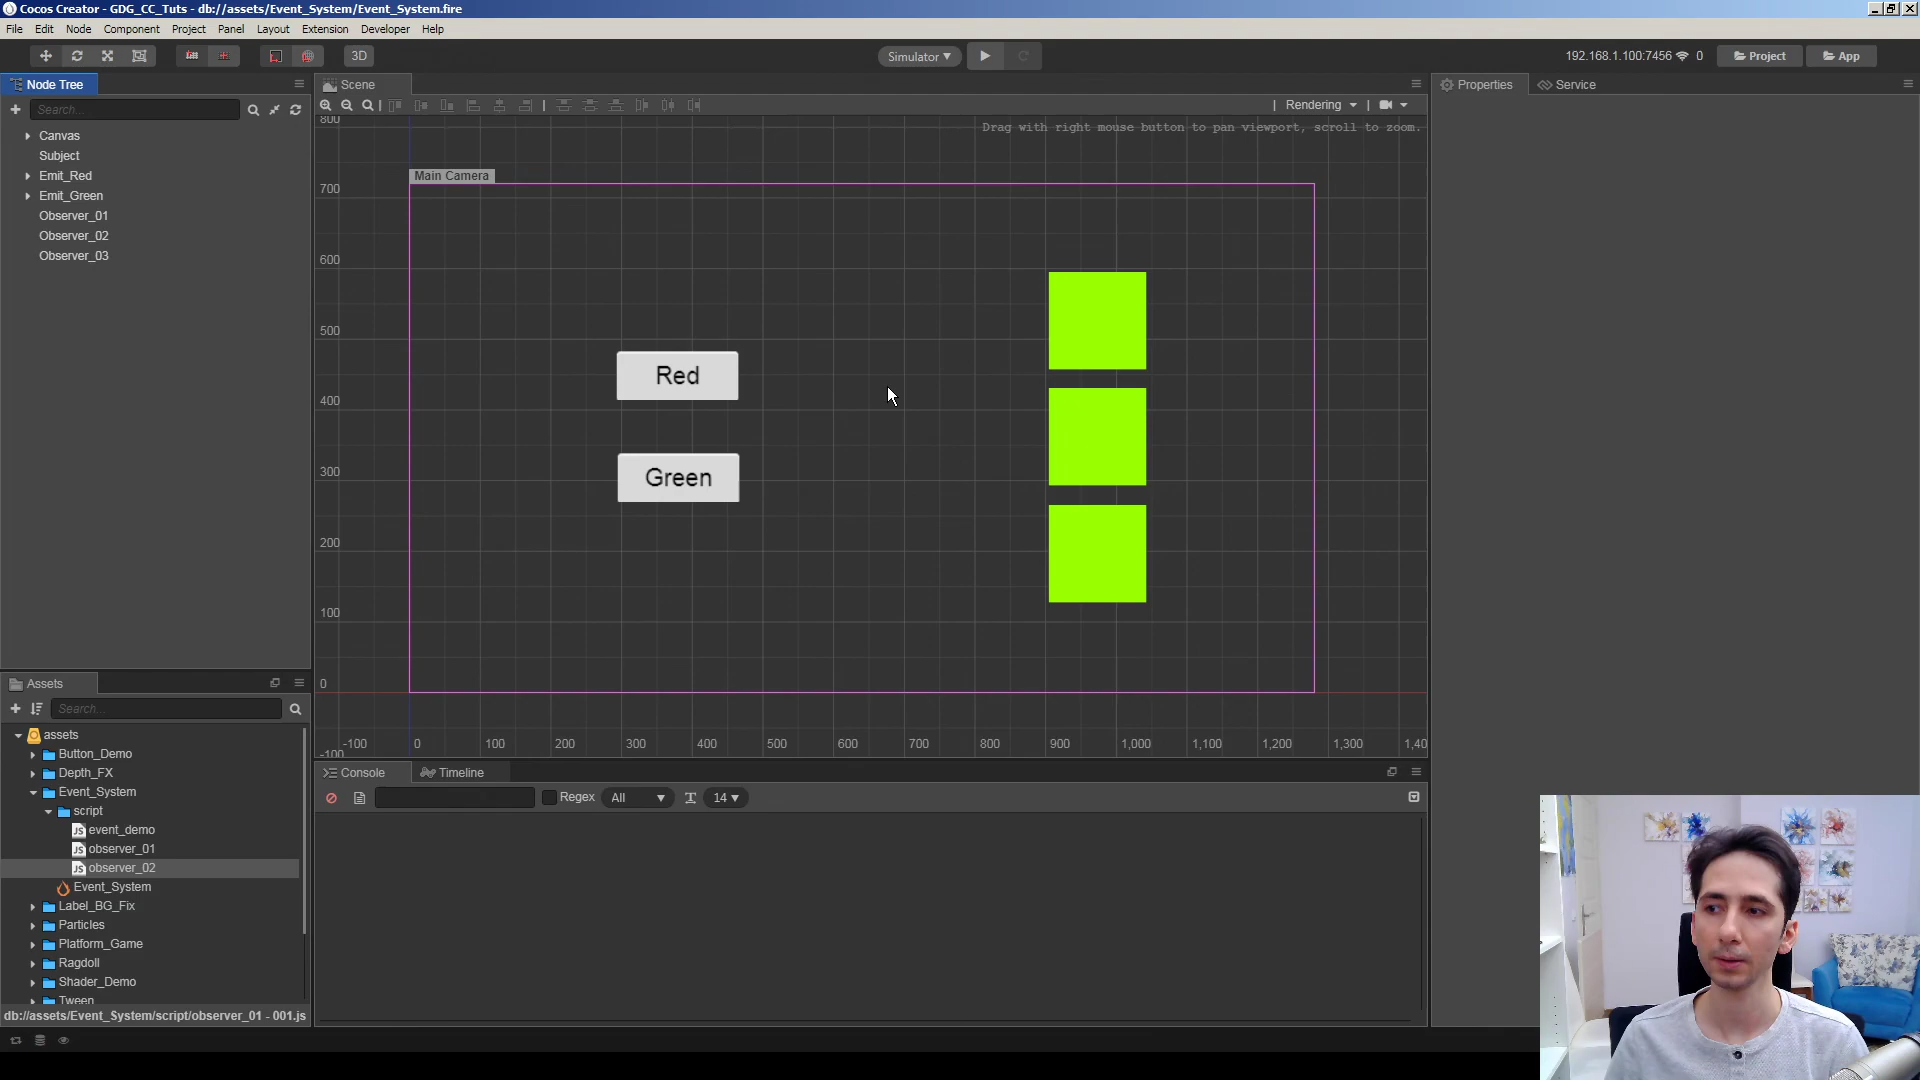 Cocos Creator - GDG_CC_Tuts - db://assets/Event_System/Event_System.fire
File Edit Node Component Project Panel Layout Extension Developer Help
3D
Simulator
192.168.1.100:7456 0
Project
App
Node Tree
Search...
Canvas
Subject
Emit_Red
Emit_Green
Observer_01
Observer_02
Observer_03
Scene
Rendering
Drag with right mouse button to pan viewport, scroll to zoom.
Main Camera
800
700
600
500
400
300
200
100
0
-100
Red
Green
-100 0 100 200 300 400 500 600 700 800 900 1,000 1,100 1,200 1,300 1,40
Properties
Service
Assets
Search...
assets
Button_Demo
Depth_FX
Event_System
script
JS event_demo
JS observer_01
JS observer_02
Event_System
Label_BG_Fix
Particles
Platform_Game
Ragdoll
Shader_Demo
Tween
db://assets/Event_System/script/observer_01 - 001.js
Console
Timeline
Regex
All
14